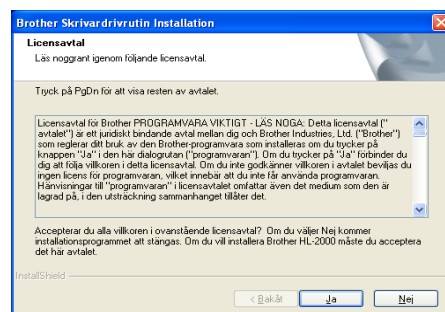 Brother Skrivardrivrutin Installation
Licensavtal
Läs noggrant igenom följande licensavtal.
Tryck på PgDn för att visa resten av avtalet.
Licensavtal för Brother PROGRAMVARA VIKTIGT - LÄS NOGA: Detta licensavtal ("
avtalet") är ett juridiskt bindande avtal mellan dig och Brother Industries, Ltd. ("Brother")
som reglerar ditt bruk av den Brother-programvara som installeras om du trycker på
knappen "Ja" i den här dialogrutan ("programvaran"). Om du trycker på "Ja" förbinder du
dig att följa villkoren i detta licensavtal. Om du inte godkänner villkoren i avtalet beviljas du
ingen licens för programvaran, vilket innebär att du inte får använda programvaran.
Hänvisningar till "programvaran" i licensavtalet omfattar även det medium som den är
lagrad på, i den utsträckning sammanhanget tillåter det.
Accepterar du alla villkoren i ovanstående licensavtal? Om du väljer Nej kommer
installationsprogrammet att stängas. Om du vill installera Brother HL-2000 måste du acceptera
det här avtalet.
InstallShield
< Bakåt Ja Nej